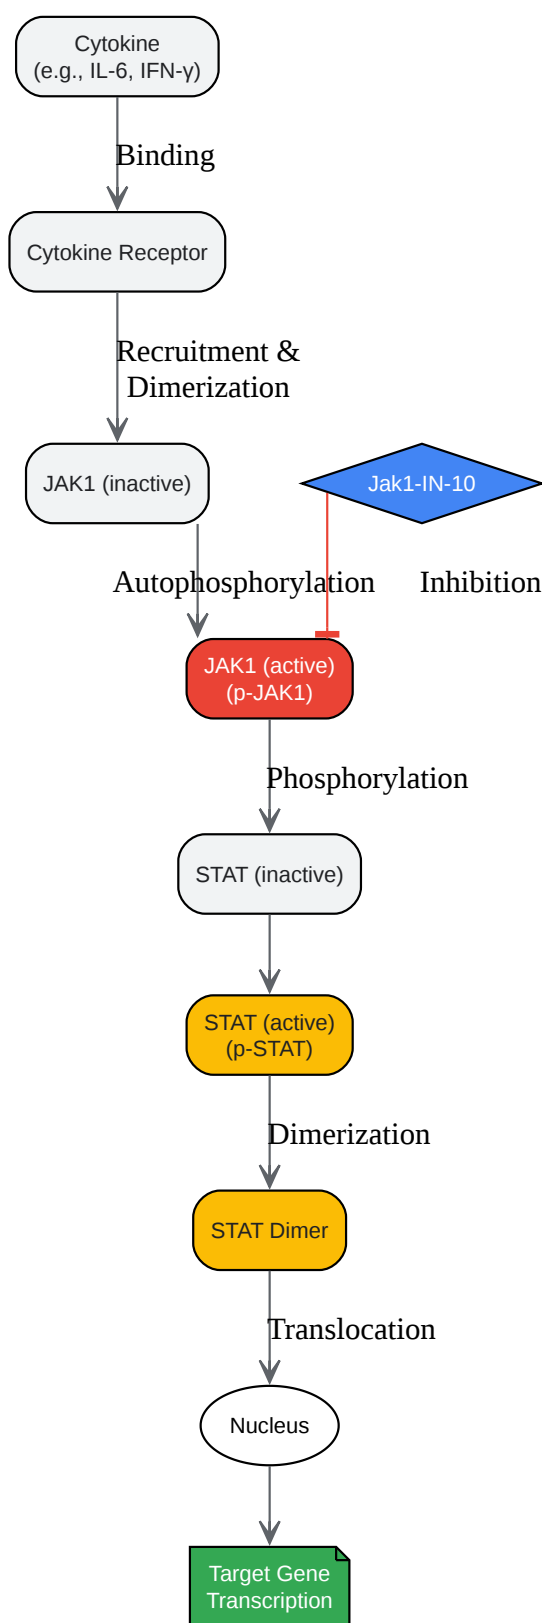 Cytokine
(e.g., IL-6, IFN-γ)
Binding
Cytokine Receptor
Recruitment &
Dimerization
JAK1 (inactive)
Jak1-IN-10
Autophosphorylation
Inhibition
JAK1 (active)
(p-JAK1)
Phosphorylation
STAT (inactive)
STAT (active)
(p-STAT)
Dimerization
STAT Dimer
Translocation
Nucleus
Target Gene
Transcription